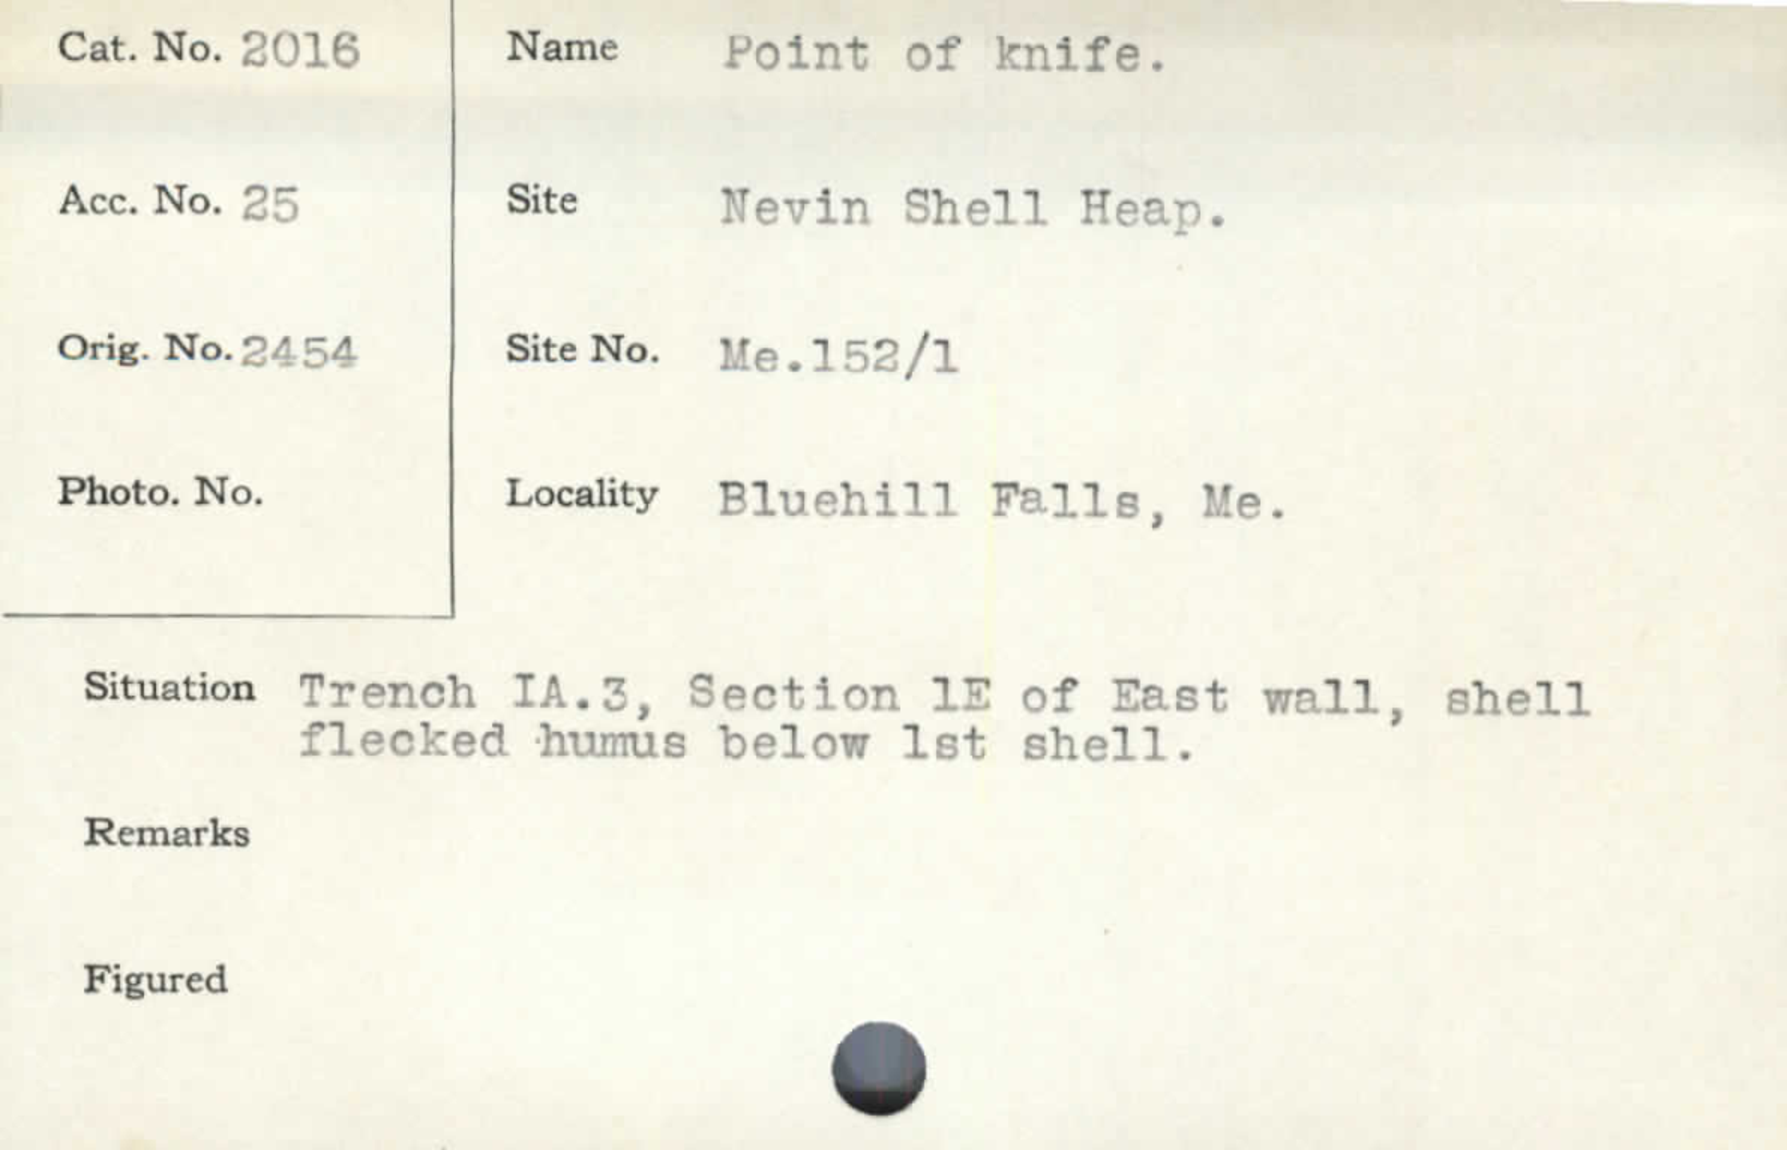 Cat. No. 2016
Name Point of knife.
Acc. No. 25
Site Nevin Shell Heap.
Orig. No. 2454
Site No. Me.152/1
Photo. No.
Locality Bluehill Falls, Me.
Situation Trench IA.3, Section 1E of East wall, shell
flecked humus below 1st shell.
Remarks
Figured